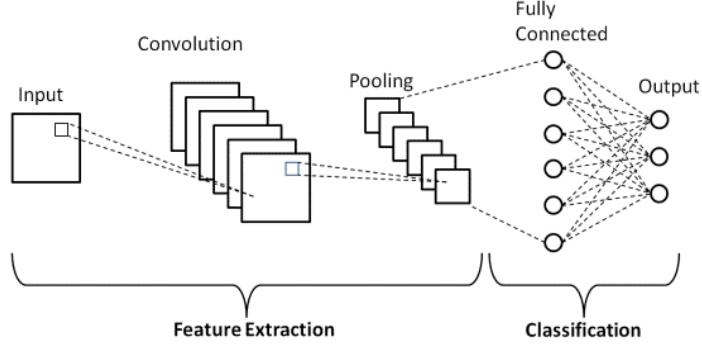 Fully
Connected
Convolution
Input
Pooling
Output
Feature Extraction
Classification